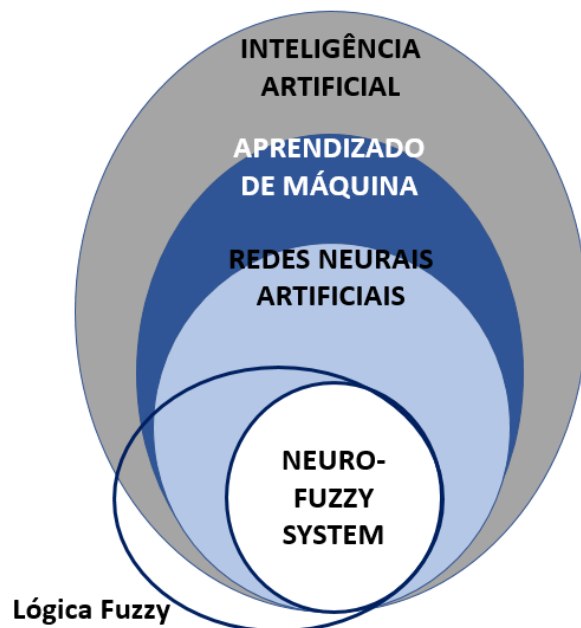 INTELIGÊNCIA
ARTIFICIAL
APRENDIZADO
DE MÁQUINA
REDES NEURAIS
ARTIFICIAIS
NEURO-
FUZZY
SYSTEM
Lógica Fuzzy